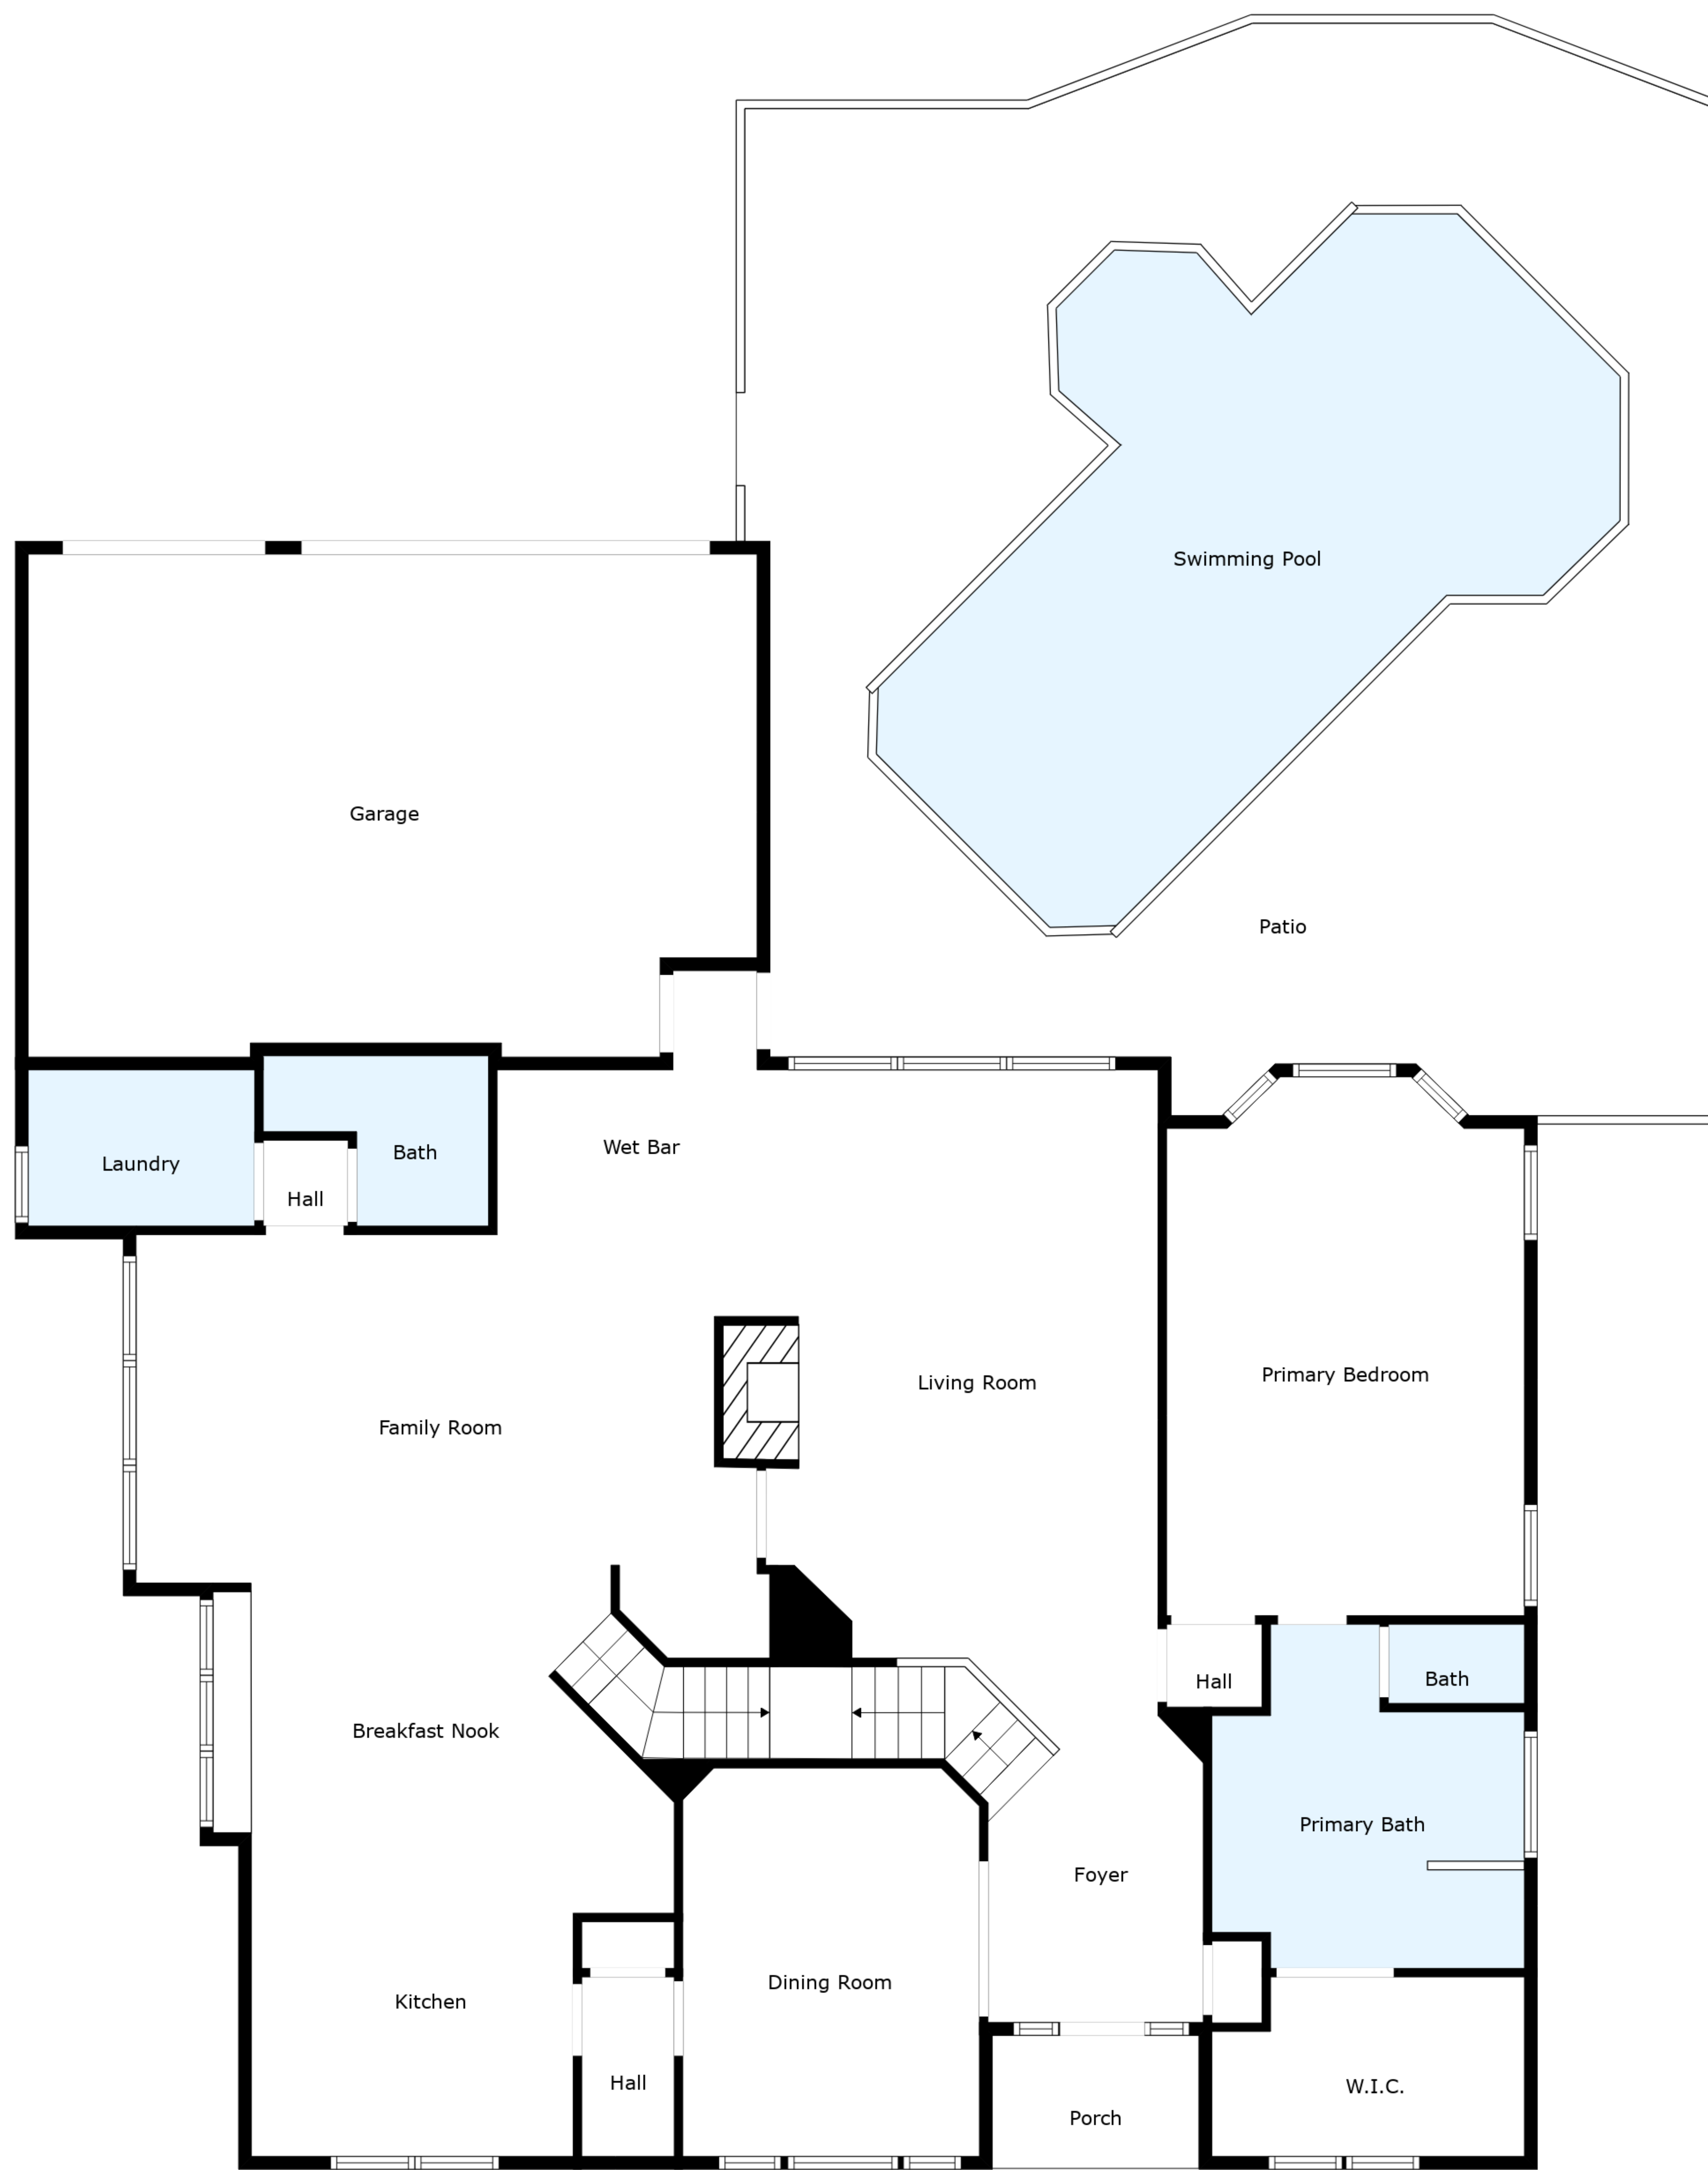 Swimming Pool
Garage
Patio
Wet Bar
Bath
Laundry
Hall
Primary Bedroom
Living Room
Family Room
Bath
Hall
Breakfast Nook
Primary Bath
Foyer
Dining Room
Kitchen
Hall
W.I.C.
Porch